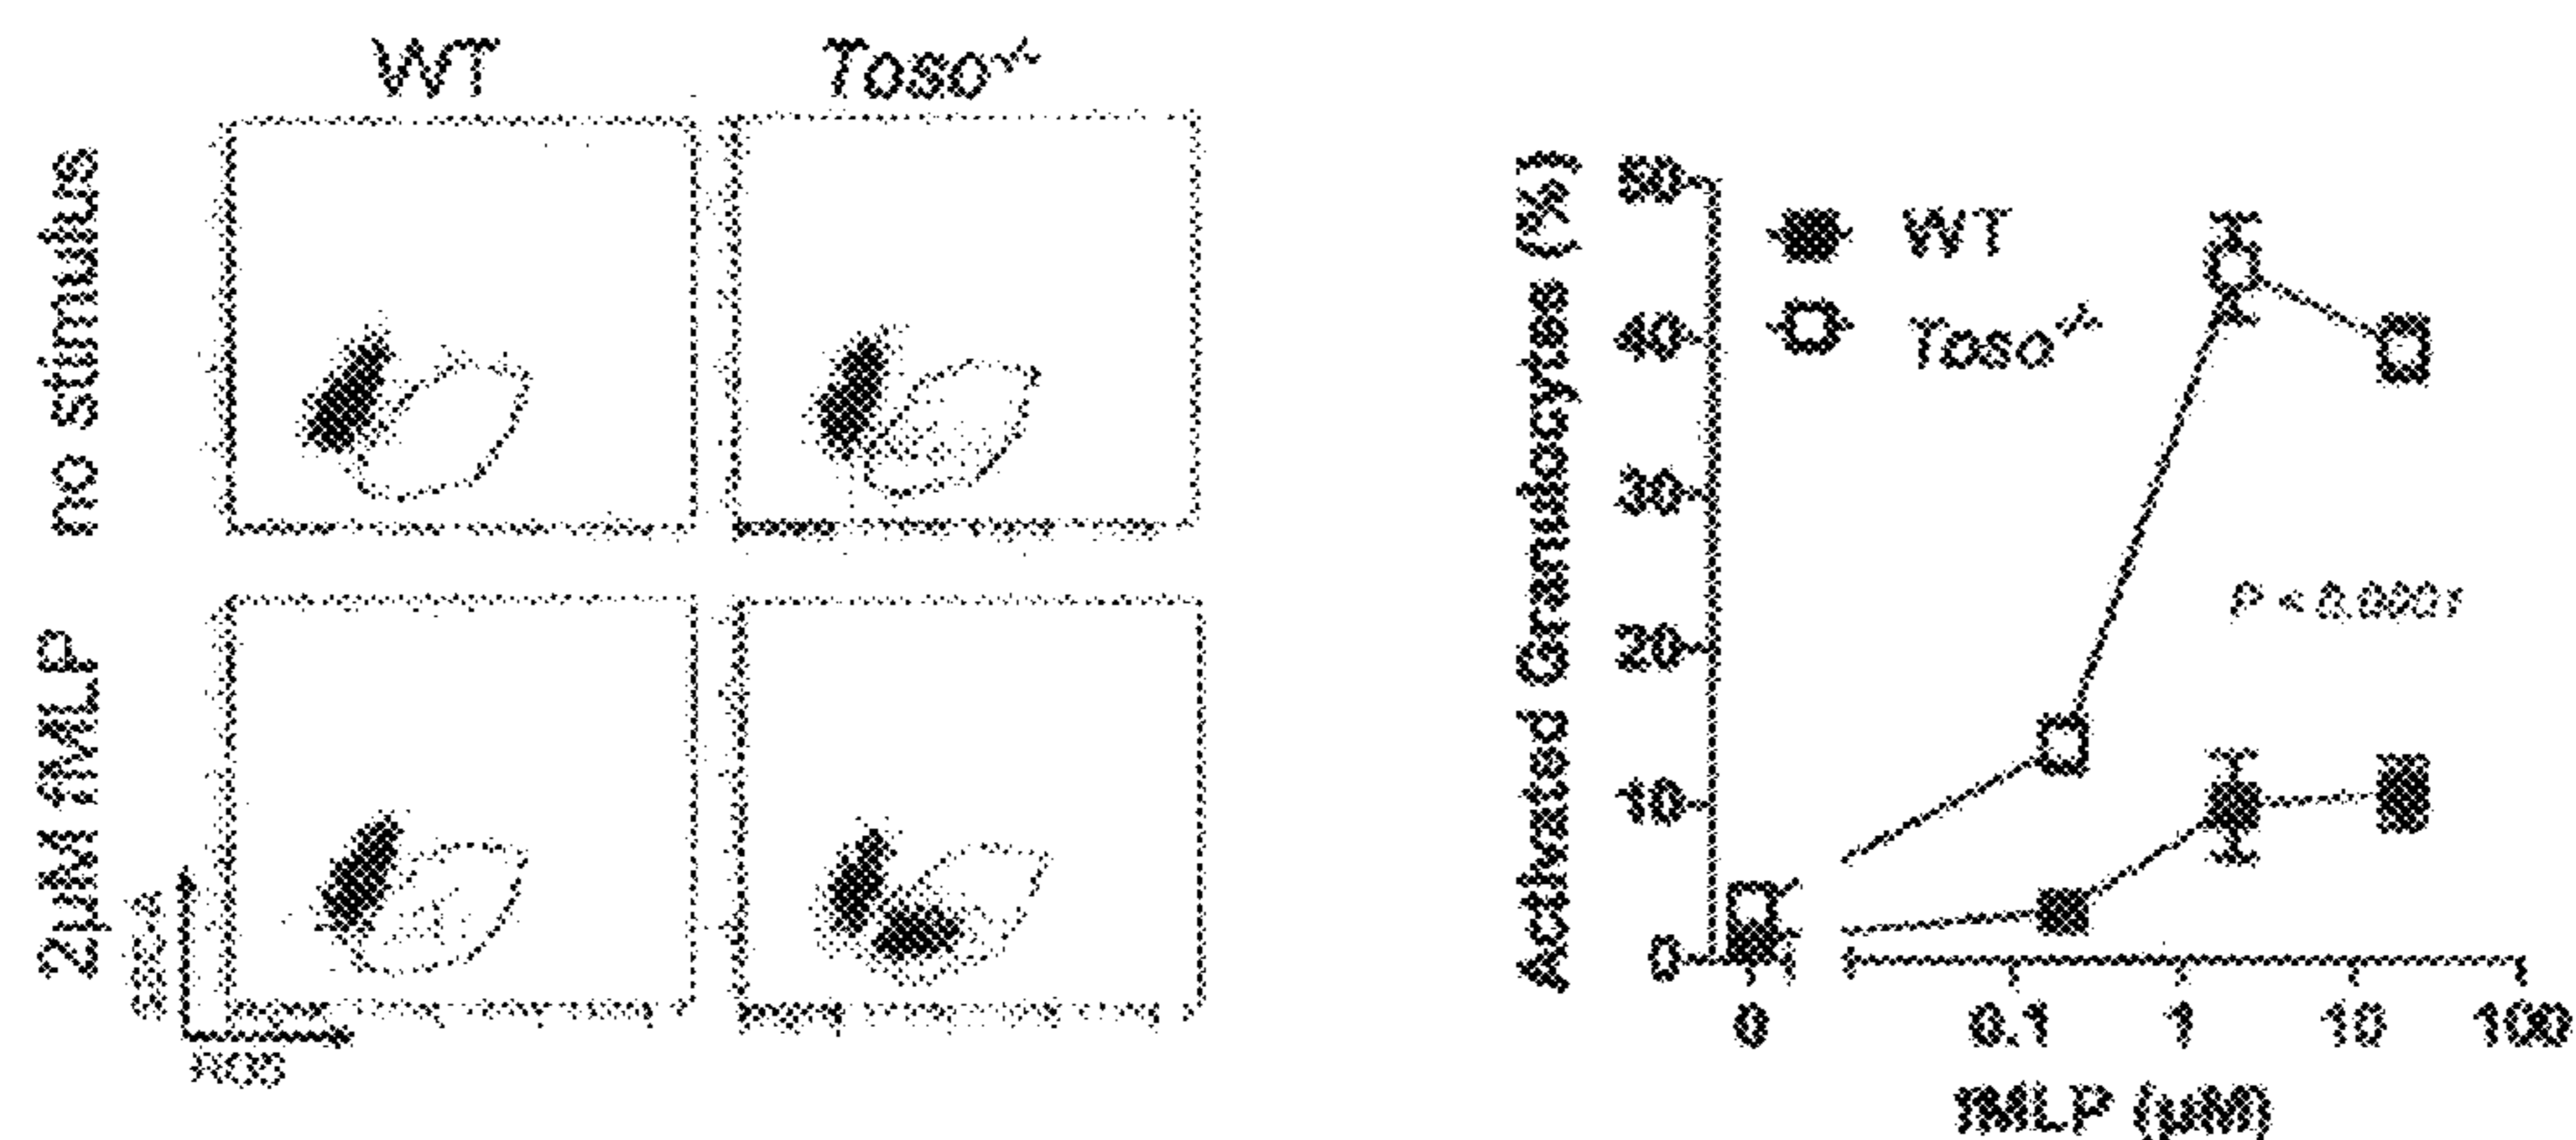 WT
Toso-/-
no stimulus
2µM fMLP
SSC-A
ROS
Activated Granulocytes (%)
50
40
30
20
10
0
WT
Toso-/-
P < 0.0001
0 0.1 1 10 100
fMLP (µM)